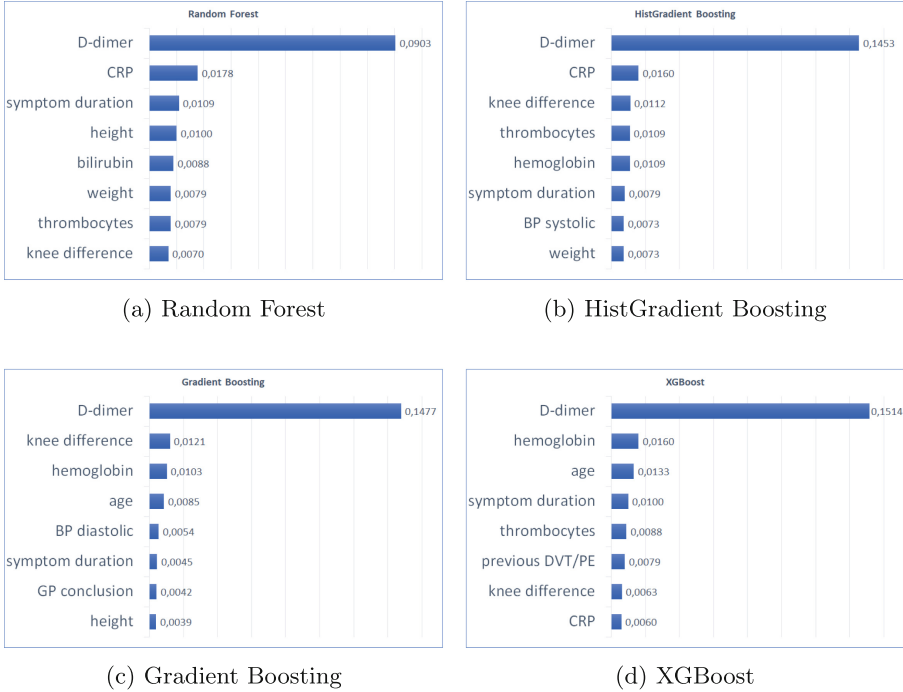 Random Forest
D-dimer 0,0903
CRP 0,0178
symptom duration 0,0109
height 0,0100
bilirubin 0,0088
weight 0,0079
thrombocytes 0,0079
knee difference 0,0070
(a) Random Forest
HistGradient Boosting
D-dimer 0,1453
CRP 0,0160
knee difference 0,0112
thrombocytes 0,0109
hemoglobin 0,0109
symptom duration 0,0079
BP systolic 0,0073
weight 0,0073
(b) HistGradient Boosting
Gradient Boosting
D-dimer 0,1477
knee difference 0,0121
hemoglobin 0,0103
age 0,0085
BP diastolic 0,0054
symptom duration 0,0045
GP conclusion 0,0042
height 0,0039
(c) Gradient Boosting
XGBoost
D-dimer 0,1514
hemoglobin 0,0160
age 0,0133
symptom duration 0,0100
thrombocytes 0,0088
previous DVT/PE 0,0079
knee difference 0,0063
CRP 0,0060
(d) XGBoost